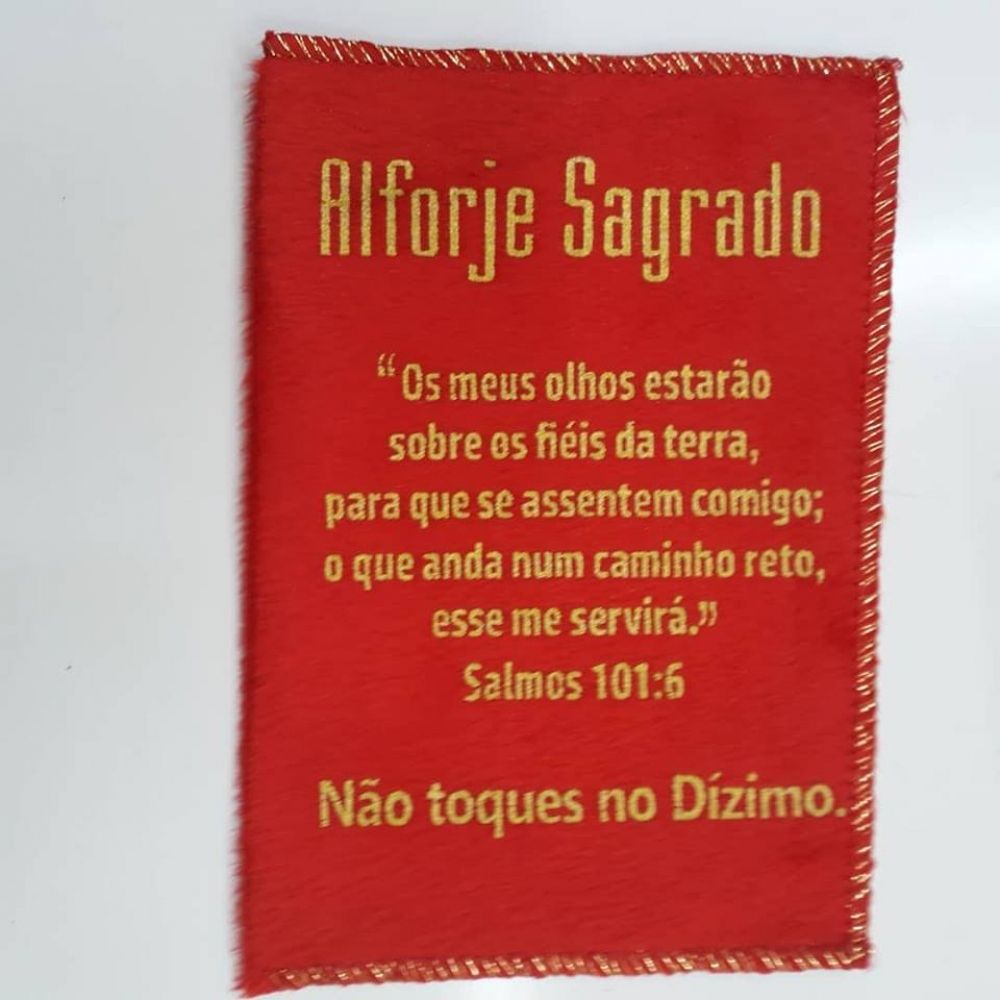 Alforje Sagrado
“Os meus olhos estarão
sobre os fiéis da terra,
para que se assentem comigo;
o que anda num caminho reto,
esse me servirá.”
Salmos 101:6
Não toques no Dízimo.